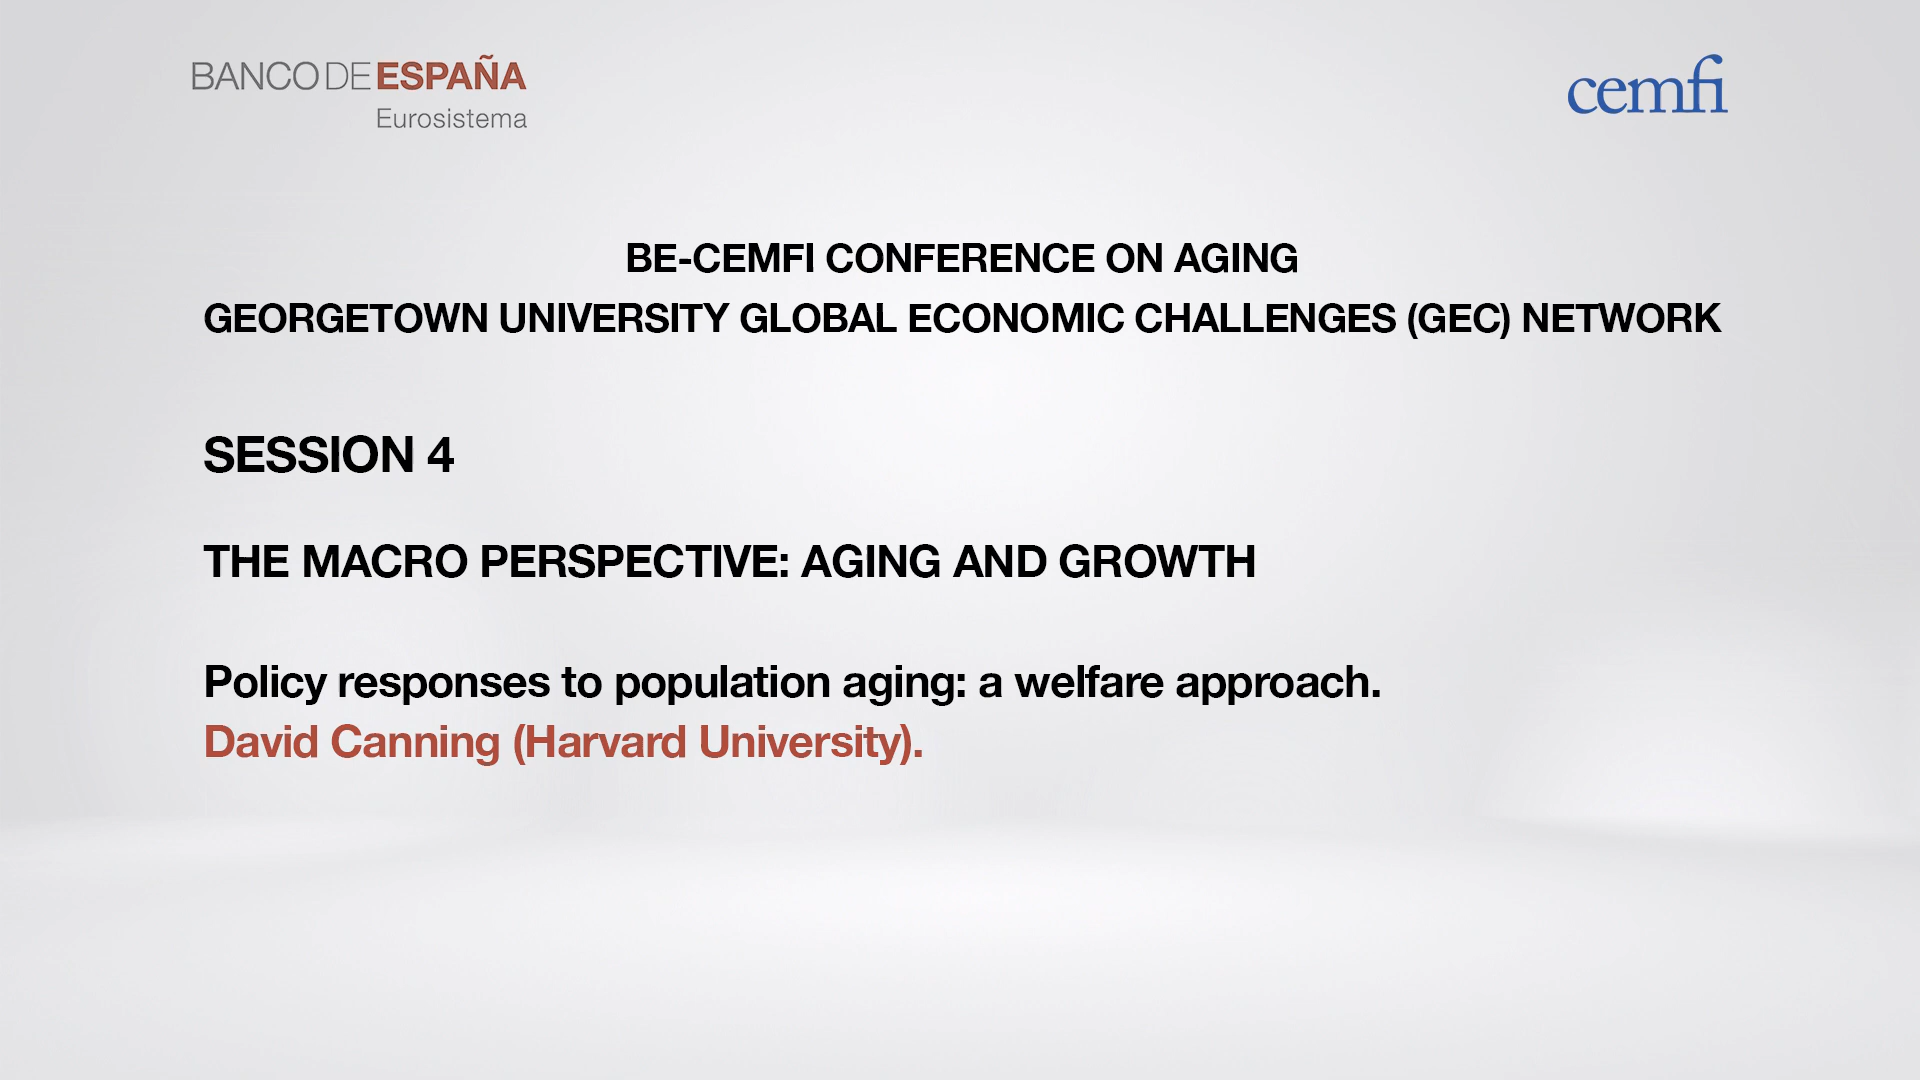 BANCO DE ESPAÑA
Eurosistema
cemfi
BE-CEMFI CONFERENCE ON AGING
GEORGETOWN UNIVERSITY GLOBAL ECONOMIC CHALLENGES (GEC) NETWORK
SESSION 4
THE MACRO PERSPECTIVE: AGING AND GROWTH
Policy responses to population aging: a welfare approach.
David Canning (Harvard University).